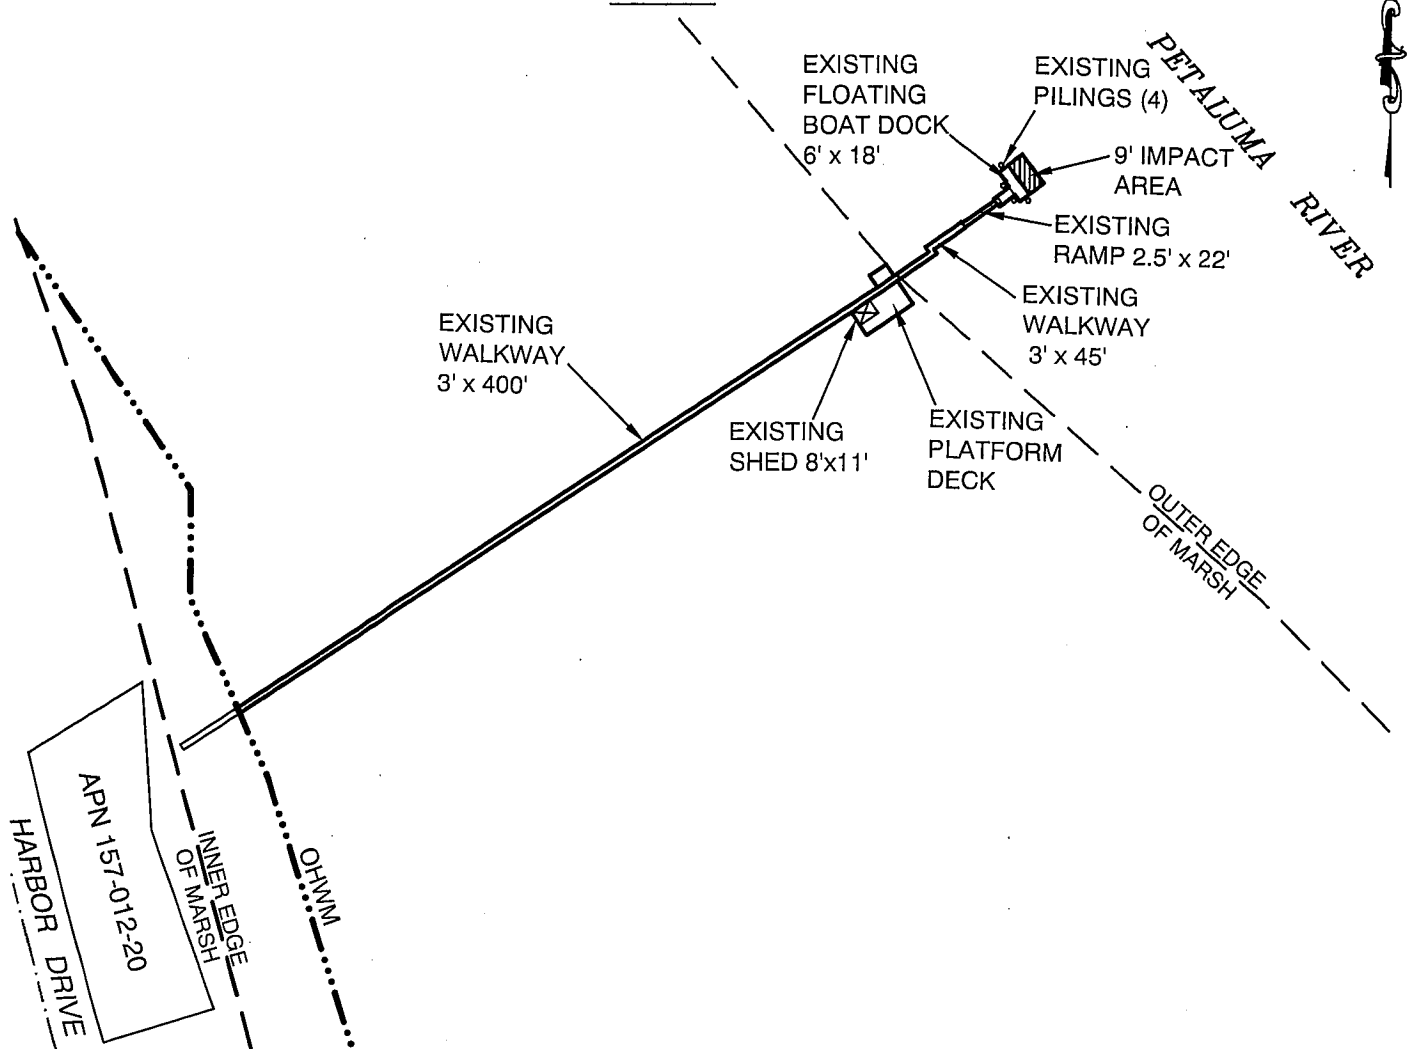 EXISTING
FLOATING
BOAT DOCK
6' x 18'
EXISTING
PILINGS (4)
PETALUMA RIVER
9' IMPACT
AREA
EXISTING
RAMP 2.5' x 22'
EXISTING
WALKWAY
3' x 45'
EXISTING
WALKWAY
3' x 400'
EXISTING
SHED 8'x11'
EXISTING
PLATFORM
DECK
OUTER EDGE
OF MARSH
APN 157-012-20
HARBOR DRIVE
INNER EDGE
OF MARSH
OHWM